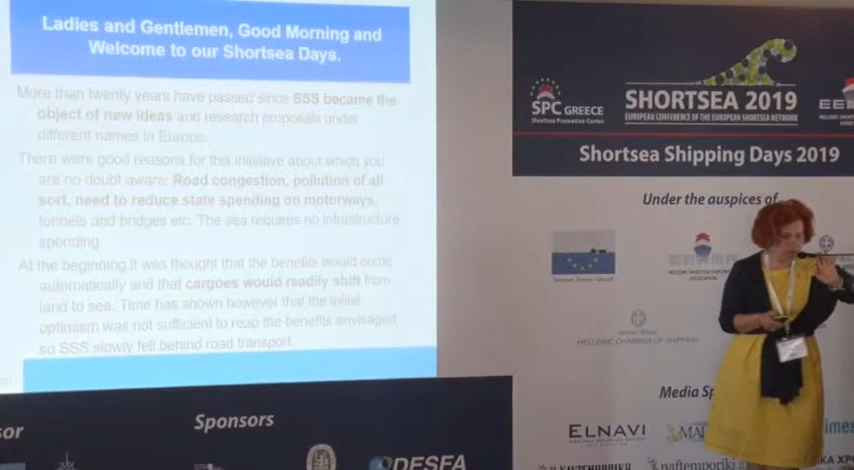 Ladies and Gentlemen, Good Morning and
Welcome to our Shortsea Days.
More than twenty years have passed since SSS became the
object of new ideas and research proposals under
different names in Europe.
There were good reasons for this initiative about which you
are no doubt aware: Road congestion, pollution of all
sort, need to reduce state spending on motorways,
tunnels and bridges etc. The sea requires no infrastructure
spending.
At the beginning it was thought that the benefits would come
automatically and that cargoes would readily shift from
land to sea. Time has shown however that the initial
optimism was not sufficient to reap the benefits envisaged,
so SSS slowly fell behind road transport.
sor
Sponsors
DESFA
SPC GREECE
Shortsea Promotion Center
SHORTSEA 2019
EUROPEAN CONFERENCE OF THE EUROPEAN SHORTSEA NETWORK
Shortsea Shipping Days 2019
Under the auspices of
HELLENIC CHAMBER OF SHIPPING
Media Sp
ELNAVI
naftemporiki